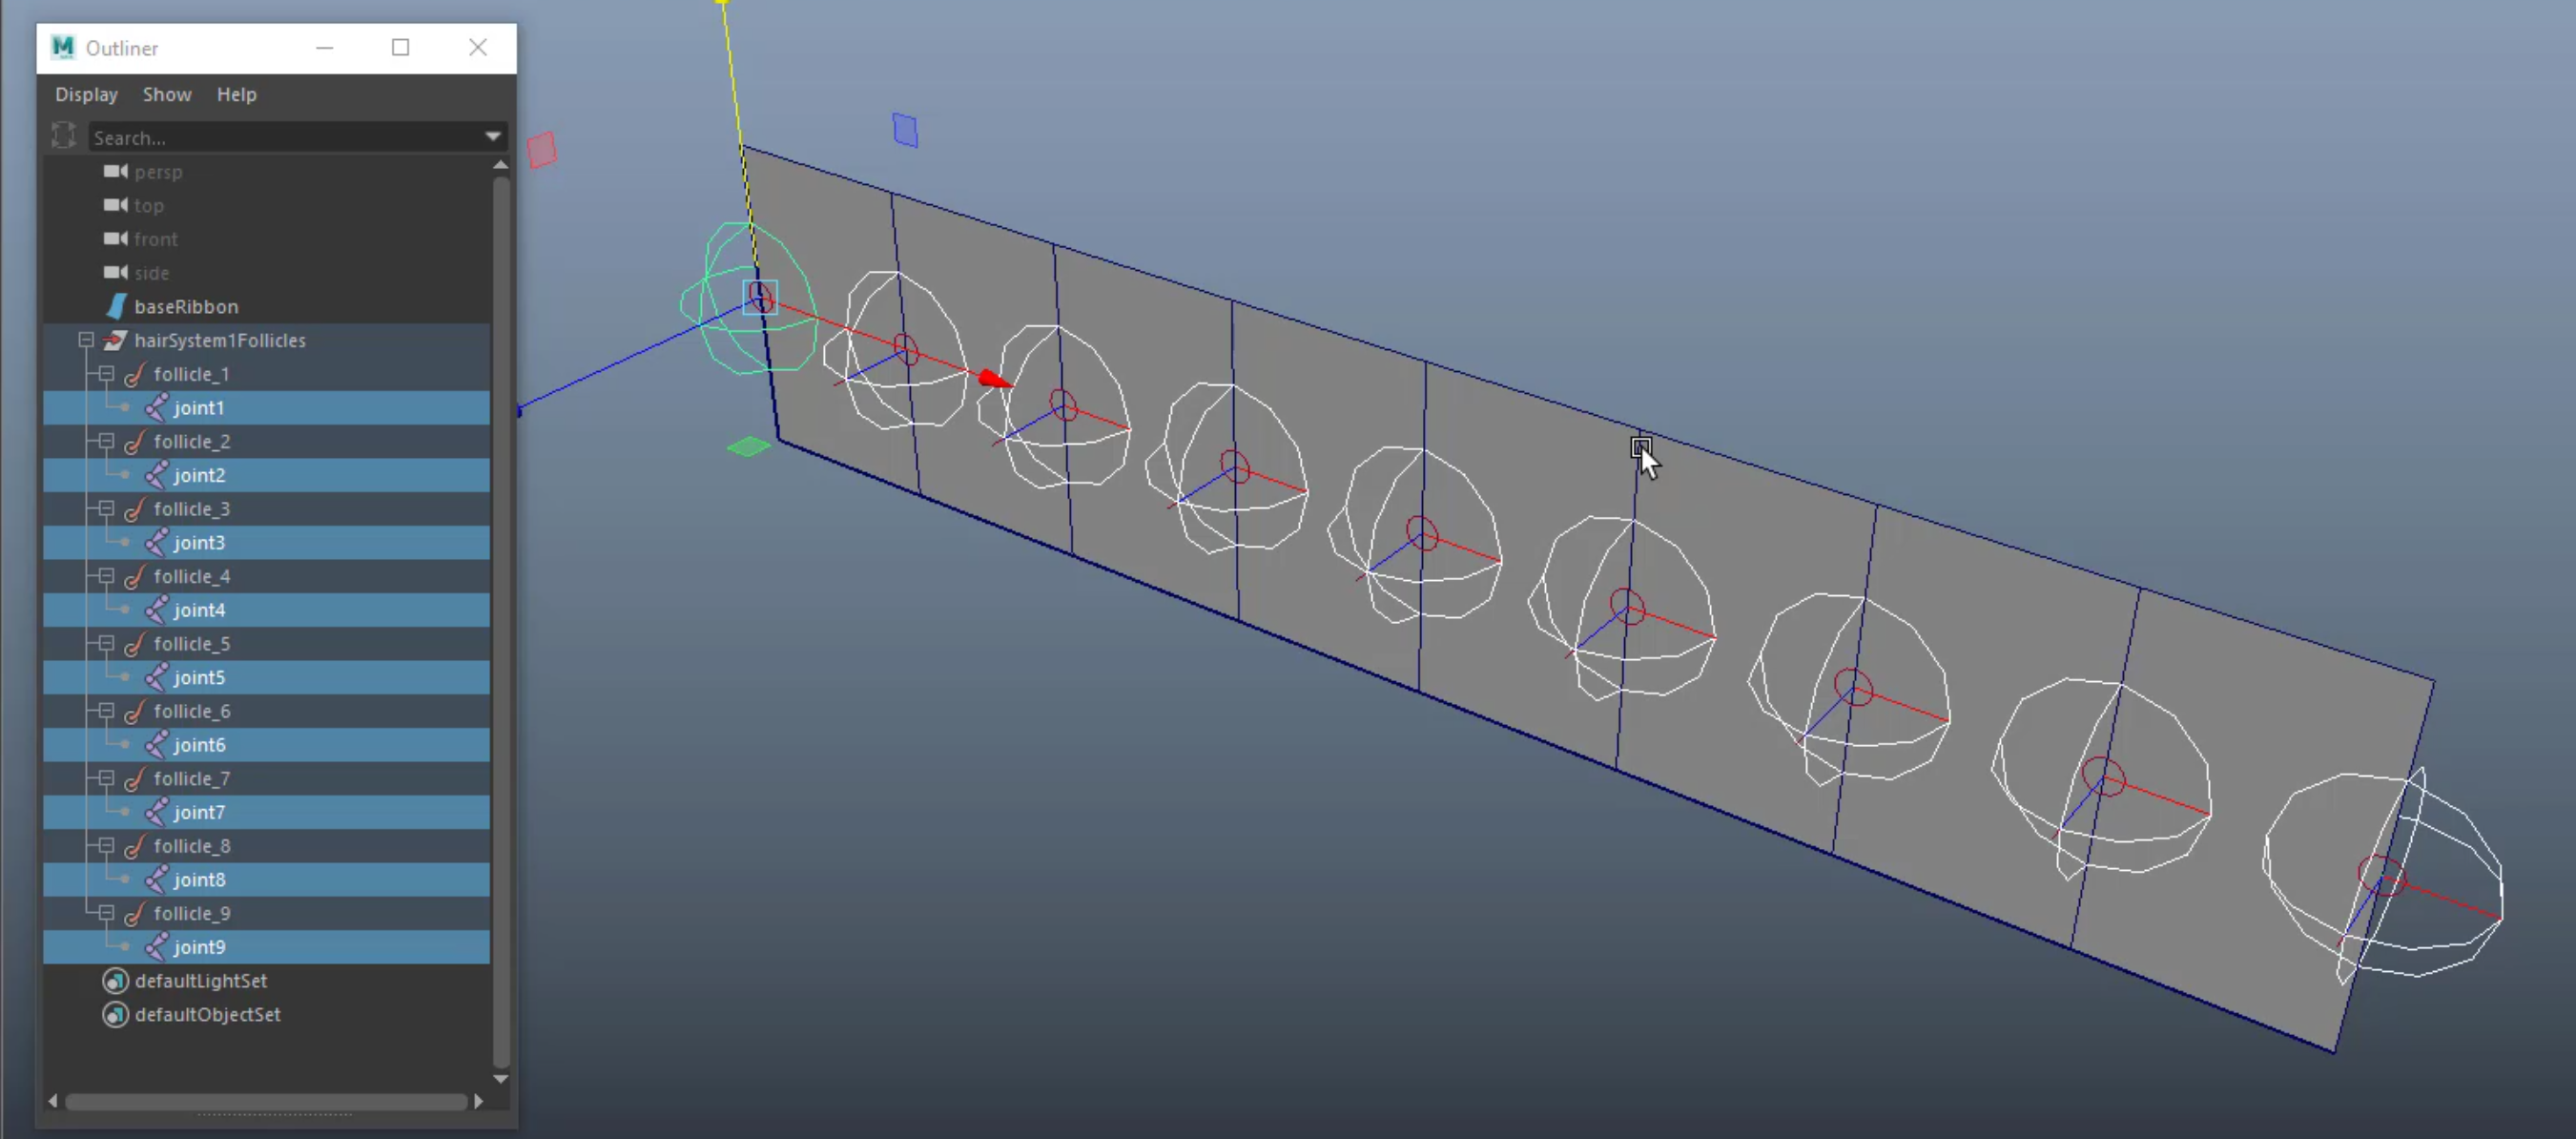 Outliner
Display Show Help
Search...
persp
top
front
side
baseRibbon
hairSystem1Follicles
follicle_1
joint1
follicle_2
joint2
follicle_3
joint3
follicle_4
joint4
follicle_5
joint5
follicle_6
joint6
follicle_7
joint7
follicle_8
joint8
follicle_9
joint9
defaultLightSet
defaultObjectSet